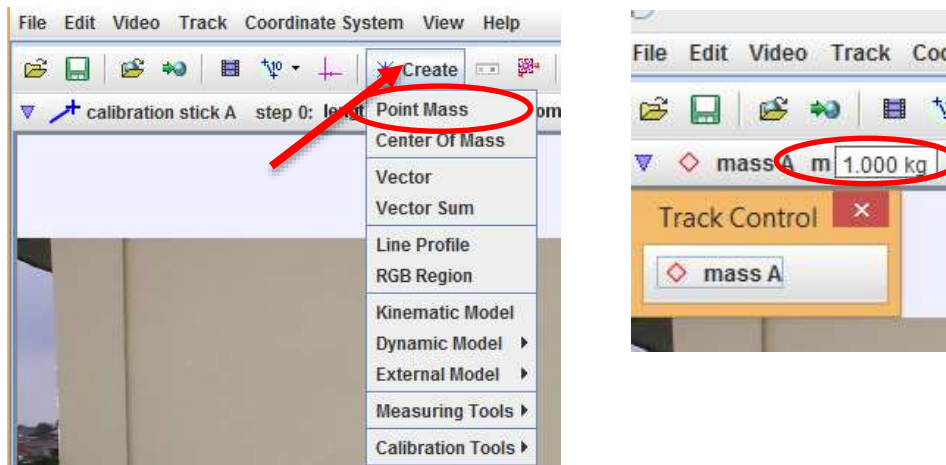 File Edit Video Track Coordinate System View Help
Create
calibration stick A step 0:
Point Mass
Center Of Mass
Vector
Vector Sum
Line Profile
RGB Region
Kinematic Model
Dynamic Model
External Model
Measuring Tools
Calibration Tools
File Edit Video Track
mass A m 1.000 kg
Track Control
mass A